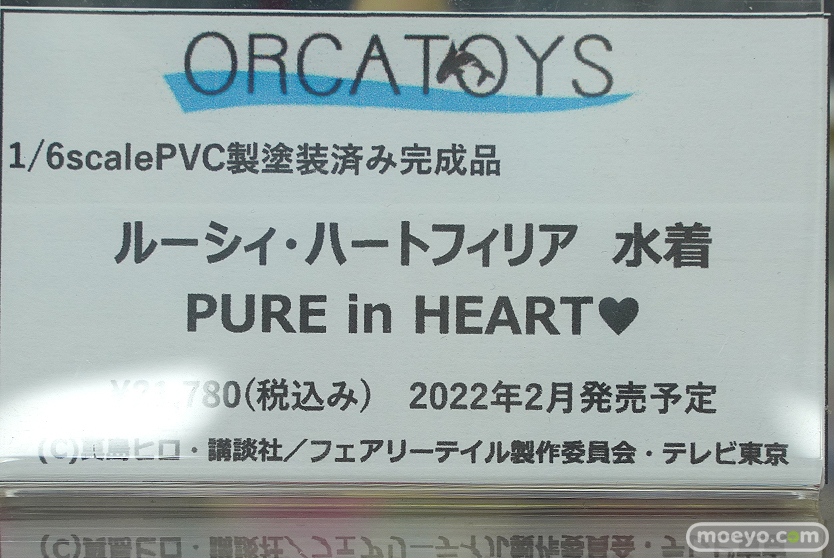 ORCATOYS
1/6scalePVC製塗装済み完成品
ルーシィ・ハートフィリア 水着
PURE in HEART♥
¥21,780(税込み) 2022年2月発売予定
(C)真島ヒロ・講談社／フェアリーテイル製作委員会・テレビ東京
moeyo.com